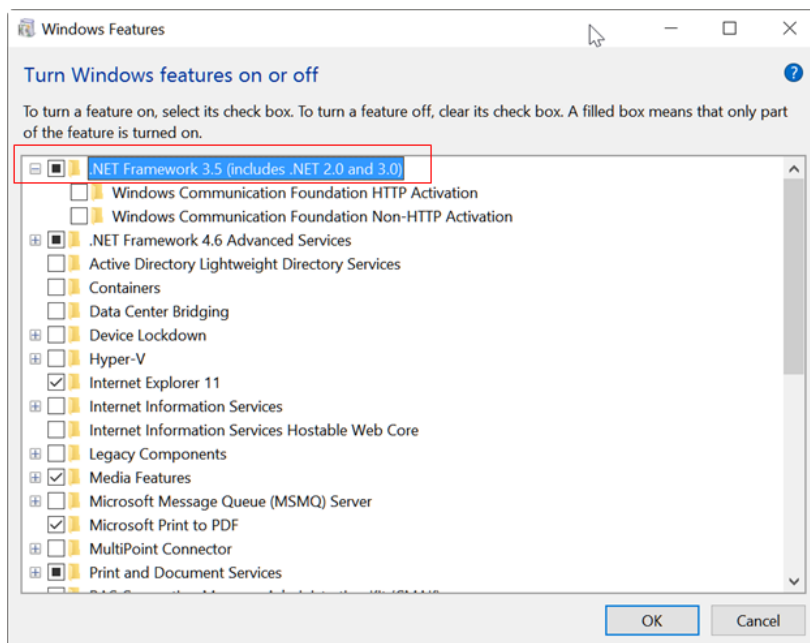 Windows Features
Turn Windows features on or off
?
To turn a feature on, select its check box. To turn a feature off, clear its check box. A filled box means that only part
of the feature is turned on.
.NET Framework 3.5 (includes .NET 2.0 and 3.0)
Windows Communication Foundation HTTP Activation
Windows Communication Foundation Non-HTTP Activation
.NET Framework 4.6 Advanced Services
Active Directory Lightweight Directory Services
Containers
Data Center Bridging
Device Lockdown
Hyper-V
Internet Explorer 11
Internet Information Services
Internet Information Services Hostable Web Core
Legacy Components
Media Features
Microsoft Message Queue (MSMQ) Server
Microsoft Print to PDF
MultiPoint Connector
Print and Document Services
OK
Cancel